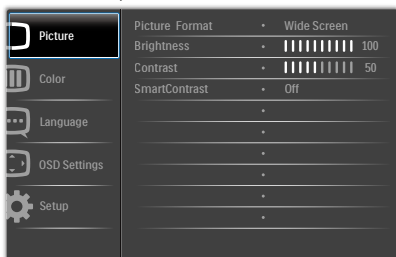 Picture
Color
Language
OSD Settings
Setup
Picture Format • Wide Screen
Brightness • 100
Contrast • 50
SmartContrast • Off
•
•
•
•
•
•